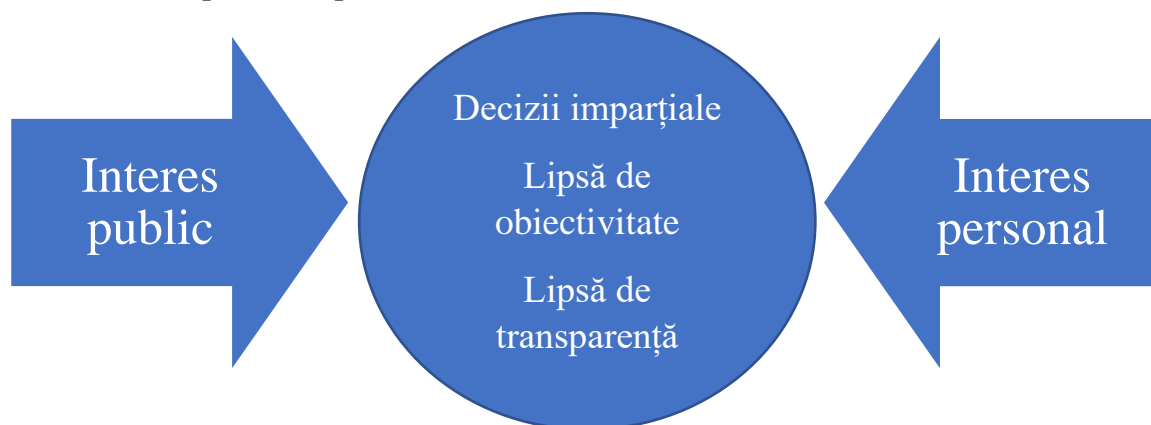 Interes
public
Decizii imparțiale
Lipsă de
obiectivitate
Lipsă de
transparență
Interes
personal